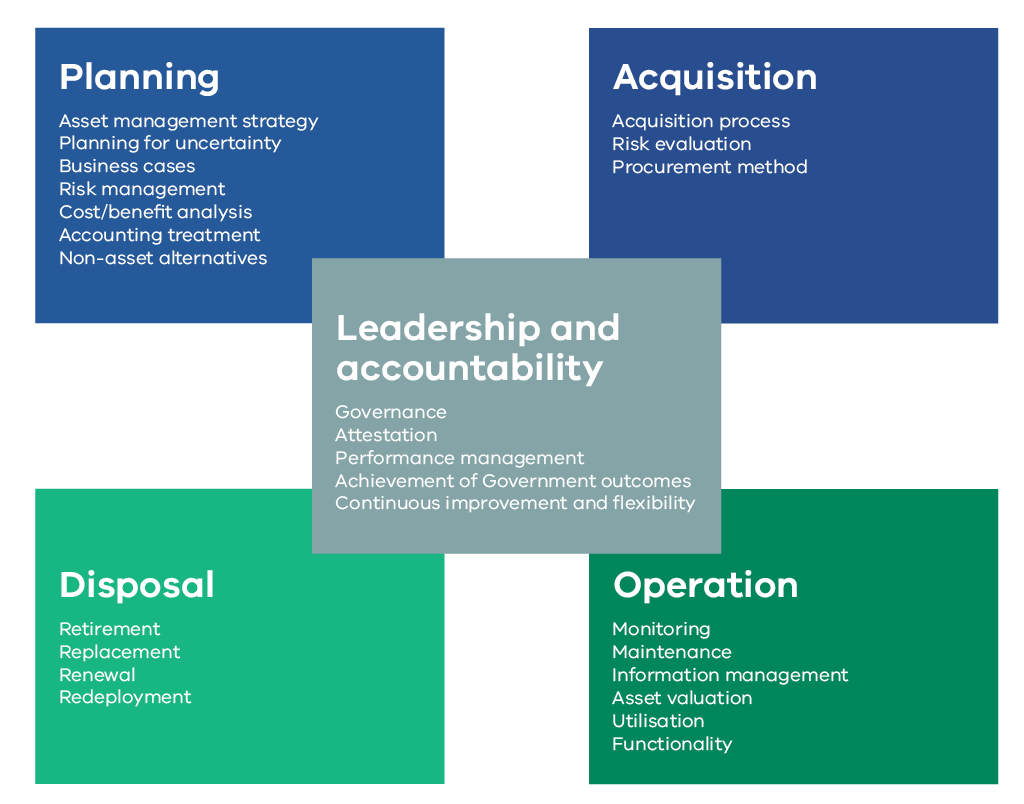 Planning
Asset management strategy
Planning for uncertainty
Business cases
Risk management
Cost/benefit analysis
Accounting treatment
Non-asset alternatives
Acquisition
Acquisition process
Risk evaluation
Procurement method
Leadership and
accountability
Governance
Attestation
Performance management
Achievement of Government outcomes
Continuous improvement and flexibility
Disposal
Retirement
Replacement
Renewal
Redeployment
Operation
Monitoring
Maintenance
Information management
Asset valuation
Utilisation
Functionality